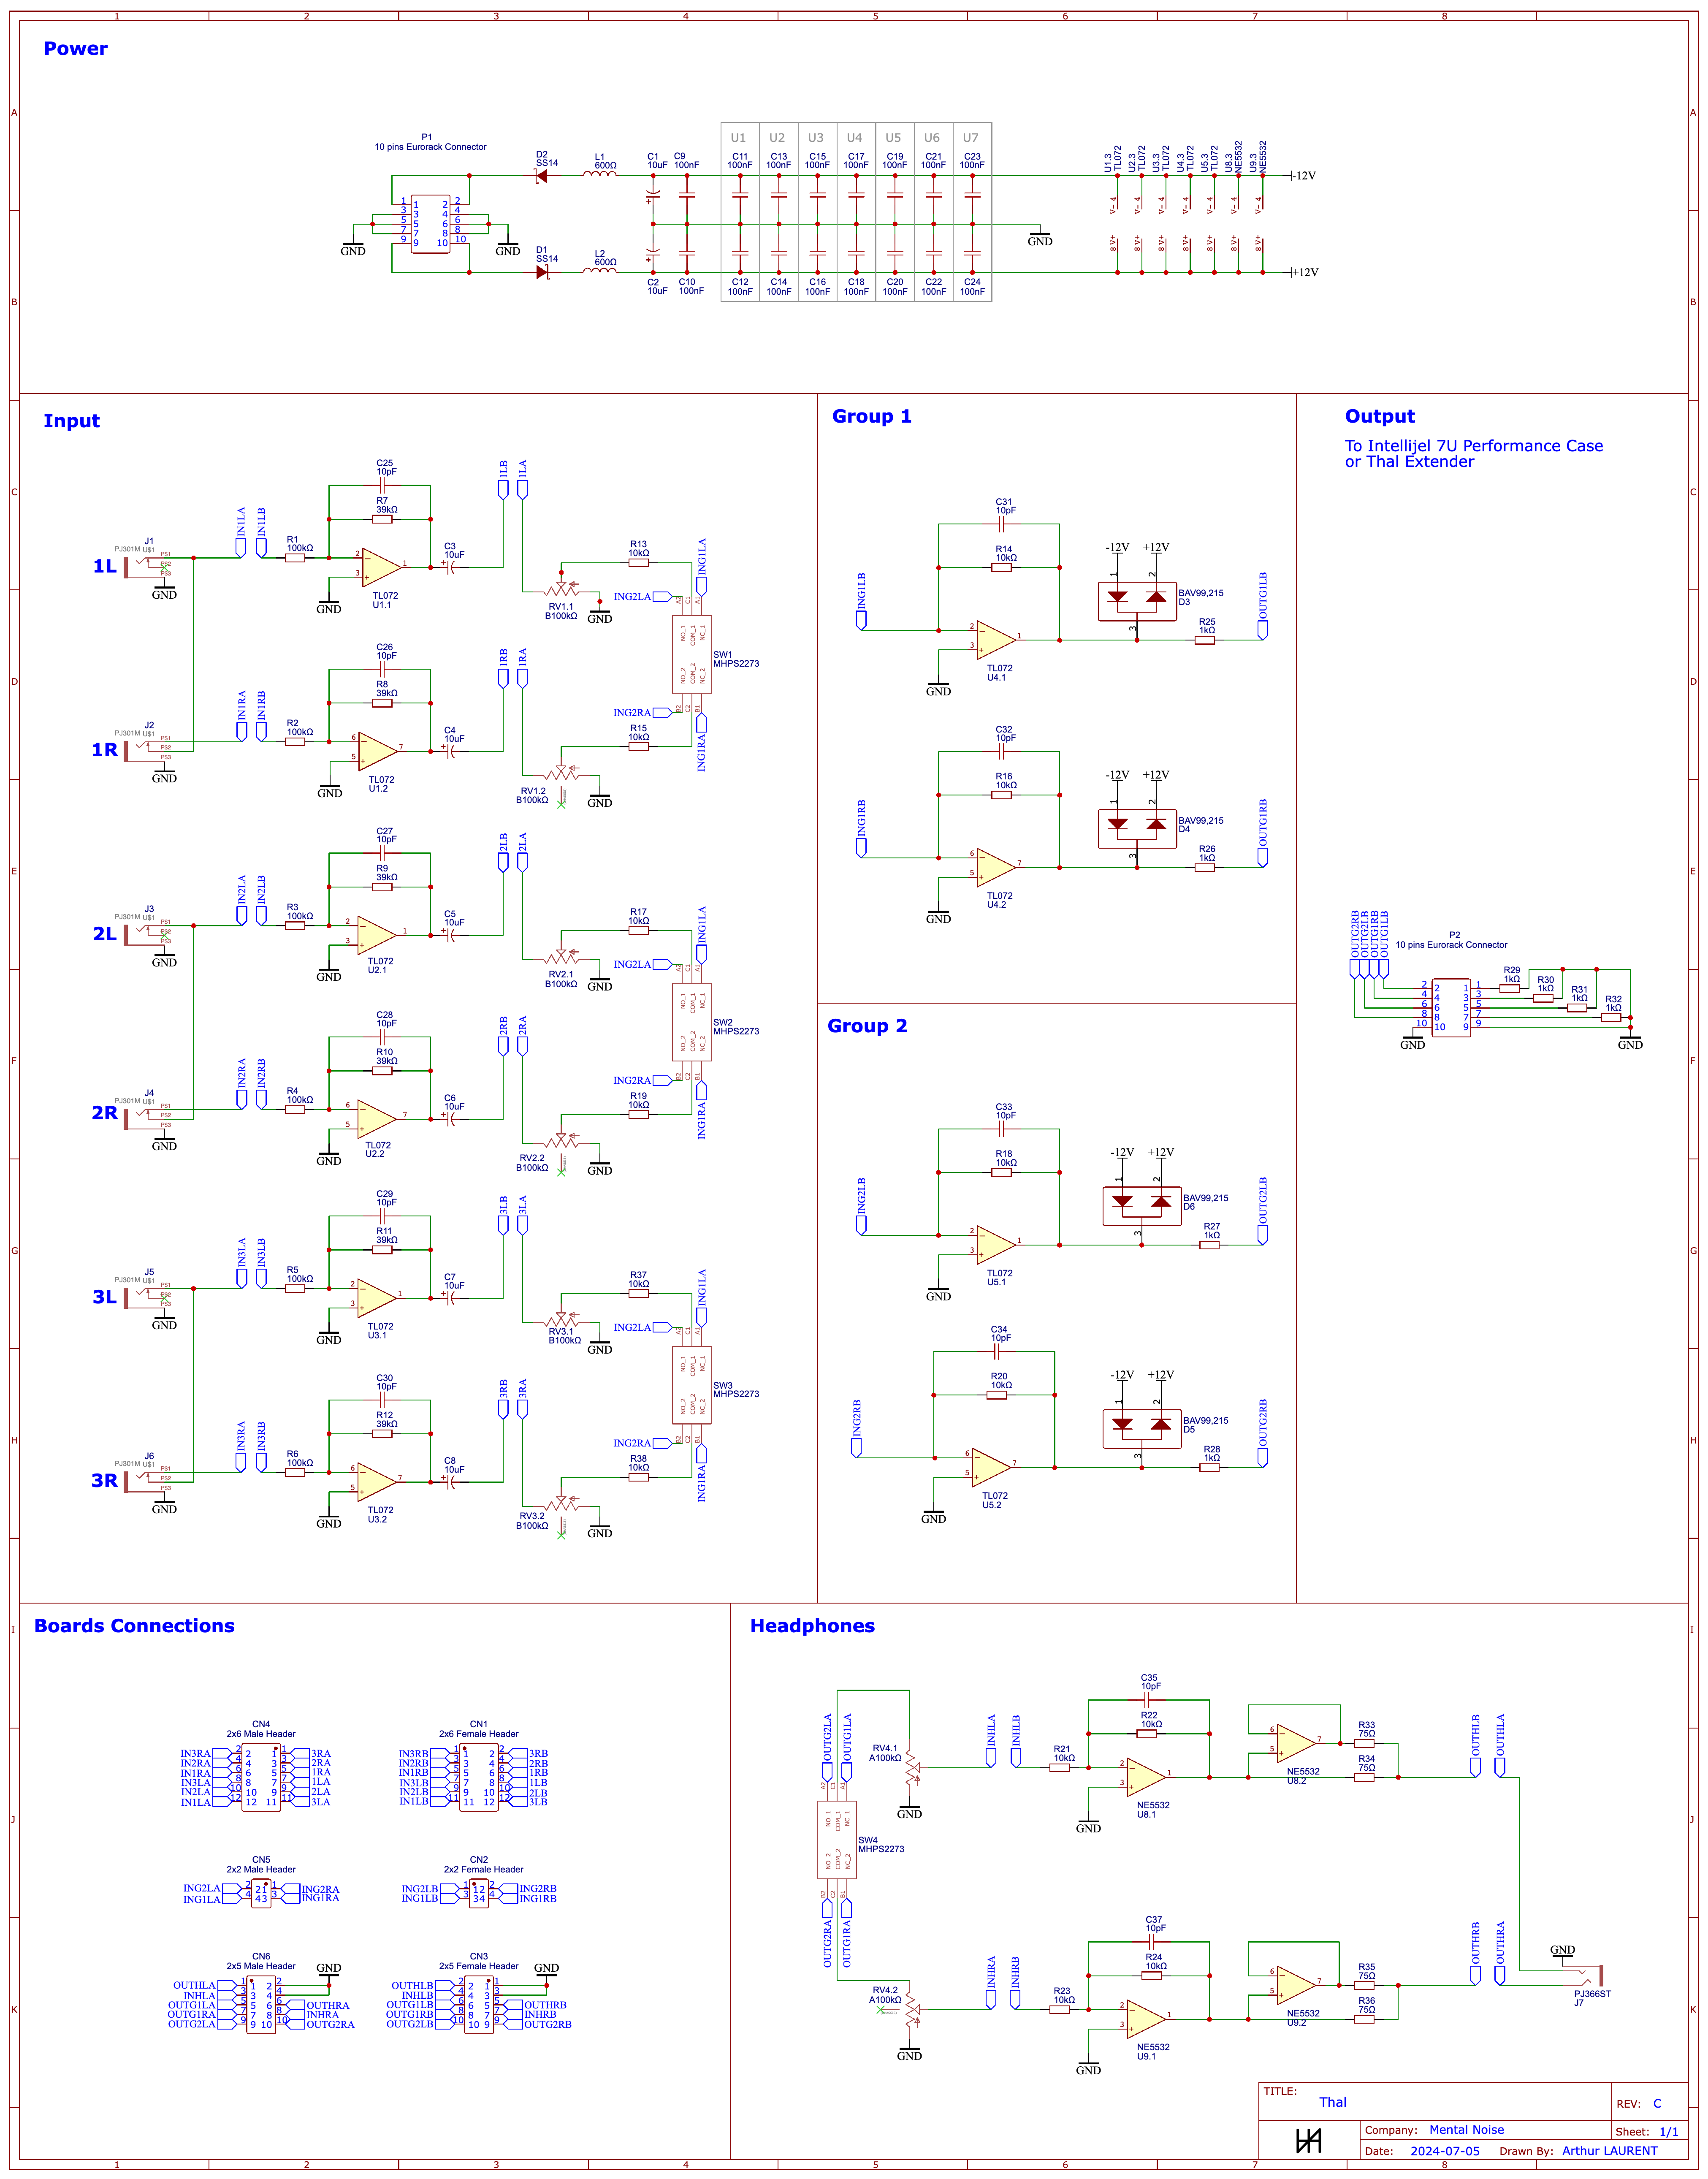 1 2 3 4 5 6 7 8
Power
P1
10 pins Eurorack Connector
D2
SS14
L1
600Ω
C1
10uF
C9
100nF
U1 U2 U3 U4 U5 U6 U7
C11 C13 C15 C17 C19 C21 C23
100nF 100nF 100nF 100nF 100nF 100nF 100nF
U1.3 TL072
U2.3 TL072
U3.3 TL072
U4.3 TL072
U5.3 TL072
U8.3 NE5532
U9.3 NE5532
-12V
GND
GND
GND
D1
SS14
L2
600Ω
C2
10uF
C10
100nF
C12 C14 C16 C18 C20 C22 C24
100nF 100nF 100nF 100nF 100nF 100nF 100nF
+12V
Input
1L
J1
PJ301M U$1
GND
IN1LA
IN1LB
R1
100kΩ
C25
10pF
R7
39kΩ
TL072
U1.1
GND
C3
10uF
1LB
1LA
RV1.1
B100kΩ
GND
R13
10kΩ
ING1LA
ING2LA
SW1
MHPS2273
1R
J2
PJ301M U$1
GND
IN1RA
IN1RB
R2
100kΩ
C26
10pF
R8
39kΩ
TL072
U1.2
GND
C4
10uF
1RB
1RA
RV1.2
B100kΩ
GND
R15
10kΩ
ING2RA
ING1RA
2L
J3
PJ301M U$1
GND
IN2LA
IN2LB
R3
100kΩ
C27
10pF
R9
39kΩ
TL072
U2.1
GND
C5
10uF
2LB
2LA
RV2.1
B100kΩ
GND
R17
10kΩ
ING1LA
ING2LA
SW2
MHPS2273
2R
J4
PJ301M U$1
GND
IN2RA
IN2RB
R4
100kΩ
C28
10pF
R10
39kΩ
TL072
U2.2
GND
C6
10uF
2RB
2RA
RV2.2
B100kΩ
GND
R19
10kΩ
ING2RA
ING1RA
3L
J5
PJ301M U$1
GND
IN3LA
IN3LB
R5
100kΩ
C29
10pF
R11
39kΩ
TL072
U3.1
GND
C7
10uF
3LB
3LA
RV3.1
B100kΩ
GND
R37
10kΩ
ING1LA
ING2LA
SW3
MHPS2273
3R
J6
PJ301M U$1
GND
IN3RA
IN3RB
R6
100kΩ
C30
10pF
R12
39kΩ
TL072
U3.2
GND
C8
10uF
3RB
3RA
RV3.2
B100kΩ
GND
R38
10kΩ
ING2RA
ING1RA
Group 1
ING1LB
C31
10pF
R14
10kΩ
TL072
U4.1
GND
-12V +12V
BAV99,215
D3
R25
1kΩ
OUTG1LB
ING1RB
C32
10pF
R16
10kΩ
TL072
U4.2
GND
-12V +12V
BAV99,215
D4
R26
1kΩ
OUTG1RB
Group 2
ING2LB
C33
10pF
R18
10kΩ
TL072
U5.1
GND
-12V +12V
BAV99,215
D6
R27
1kΩ
OUTG2LB
ING2RB
C34
10pF
R20
10kΩ
TL072
U5.2
GND
-12V +12V
BAV99,215
D5
R28
1kΩ
OUTG2RB
Output
To Intellijel 7U Performance Case
or Thal Extender
OUTG2RB
OUTG2LB
OUTG1RB
OUTG1LB
P2
10 pins Eurorack Connector
R29
1kΩ
R30
1kΩ
R31
1kΩ
R32
1kΩ
GND
GND
Boards Connections
CN4
2x6 Male Header
IN3RA 3RA
IN2RA 2RA
IN1RA 1RA
IN3LA 1LA
IN2LA 2LA
IN1LA 3LA
CN1
2x6 Female Header
IN3RB 3RB
IN2RB 2RB
IN1RB 1RB
IN3LB 1LB
IN2LB 2LB
IN1LB 3LB
CN5
2x2 Male Header
ING2LA ING2RA
ING1LA ING1RA
CN2
2x2 Female Header
ING2LB ING2RB
ING1LB ING1RB
CN6
2x5 Male Header
GND
OUTHLA
INHLA
OUTG1LA OUTHRA
OUTG1RA INHRA
OUTG2LA OUTG2RA
CN3
2x5 Female Header
GND
OUTHLB
INHLB
OUTG1LB OUTHRB
OUTG1RB INHRB
OUTG2LB OUTG2RB
Headphones
OUTG2LA
OUTG1LA
SW4
MHPS2273
OUTG2RA
OUTG1RA
RV4.1
A100kΩ
GND
INHLA
INHLB
R21
10kΩ
C35
10pF
R22
10kΩ
NE5532
U8.1
GND
NE5532
U8.2
R33
75Ω
R34
75Ω
OUTHLB
OUTHLA
RV4.2
A100kΩ
GND
INHRA
INHRB
R23
10kΩ
C37
10pF
R24
10kΩ
NE5532
U9.1
GND
NE5532
U9.2
R35
75Ω
R36
75Ω
OUTHRB
OUTHRA
GND
PJ366ST
J7
TITLE:
Thal
REV: C
Company: Mental Noise
Sheet: 1/1
Date: 2024-07-05 Drawn By: Arthur LAURENT
1 2 3 4 5 6 7 8